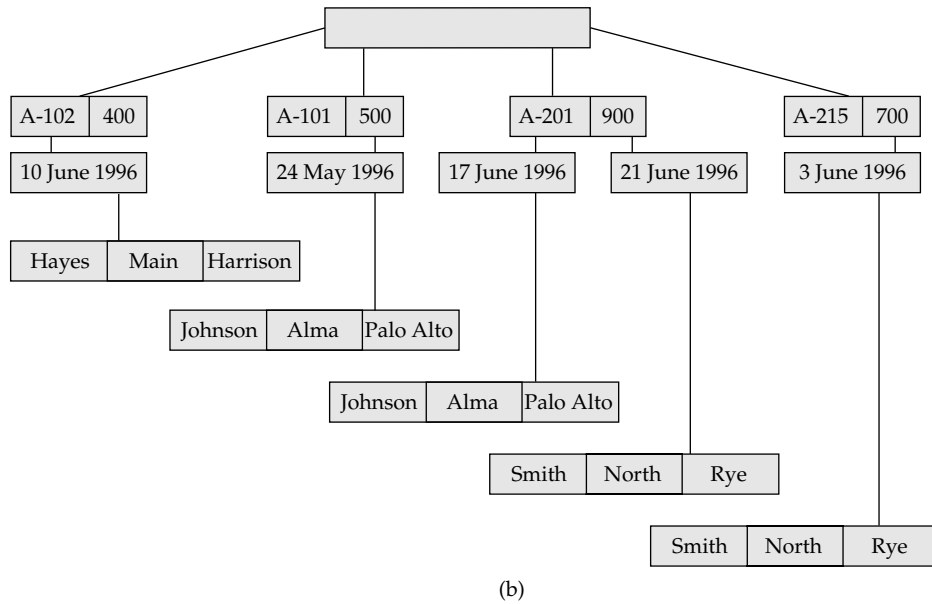 A-102 400 A-101 500 A-201 900 A-215 700
10 June 1996 24 May 1996 17 June 1996 21 June 1996 3 June 1996
Hayes Main Harrison
Johnson Alma Palo Alto
Johnson Alma Palo Alto
Smith North Rye
Smith North Rye
(b)